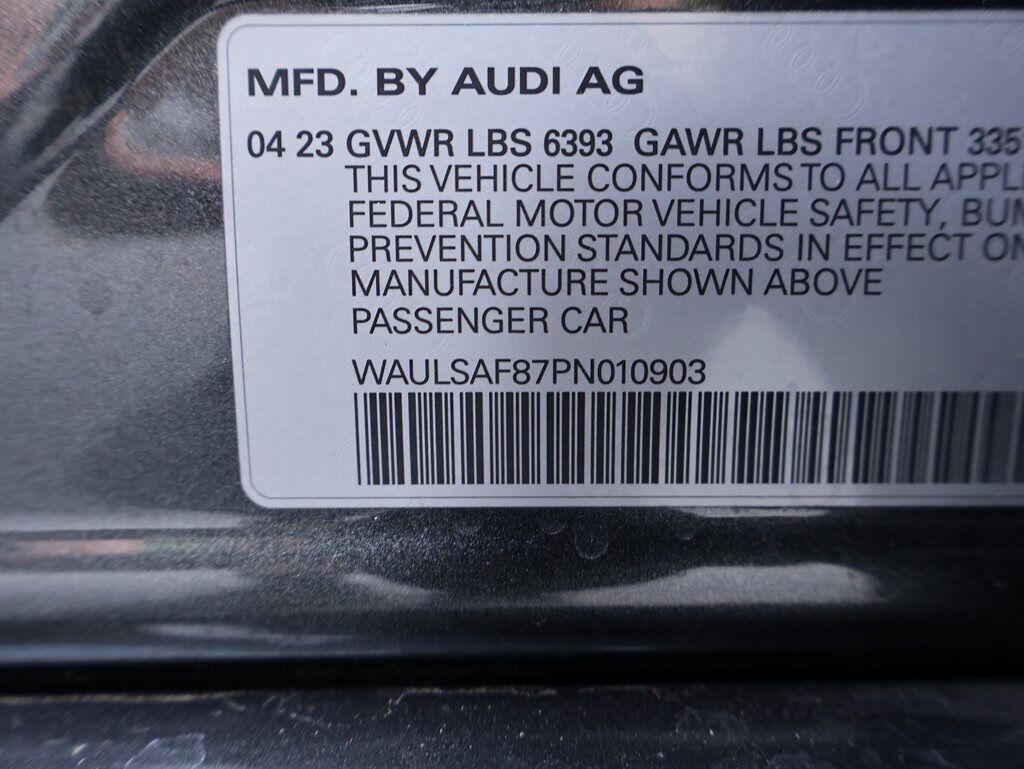 MFD. BY AUDI AG
04 23 GVWR LBS 6393 GAWR LBS FRONT 335
THIS VEHICLE CONFORMS TO ALL APPLI
FEDERAL MOTOR VEHICLE SAFETY, BUM
PREVENTION STANDARDS IN EFFECT ON
MANUFACTURE SHOWN ABOVE
PASSENGER CAR
WAULSAF87PN010903